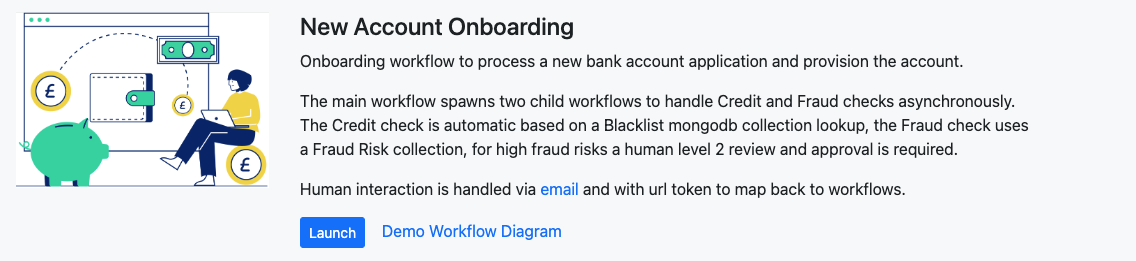 New Account Onboarding
Onboarding workflow to process a new bank account application and provision the account.
The main workflow spawns two child workflows to handle Credit and Fraud checks asynchronously.
The Credit check is automatic based on a Blacklist mongodb collection lookup, the Fraud check uses
a Fraud Risk collection, for high fraud risks a human level 2 review and approval is required.
Human interaction is handled via email and with url token to map back to workflows.
Launch Demo Workflow Diagram
£
£
£